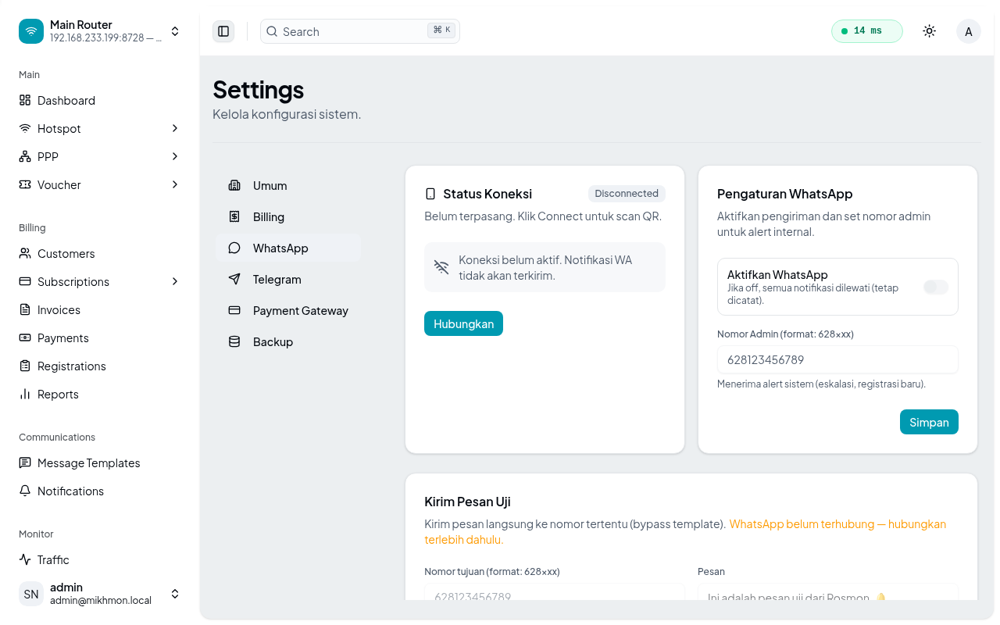 Main Router
192.168.233.199:8728 — ...
Search
⌘ K
14 ms
A
Main
Dashboard
Hotspot
PPP
Voucher
Billing
Customers
Subscriptions
Invoices
Payments
Registrations
Reports
Communications
Message Templates
Notifications
Monitor
Traffic
SN
admin
admin@mikhmon.local
Settings
Kelola konfigurasi sistem.
Umum
Billing
WhatsApp
Telegram
Payment Gateway
Backup
Status Koneksi
Disconnected
Belum terpasang. Klik Connect untuk scan QR.
Koneksi belum aktif. Notifikasi WA
tidak akan terkirim.
Hubungkan
Pengaturan WhatsApp
Aktifkan pengiriman dan set nomor admin
untuk alert internal.
Aktifkan WhatsApp
Jika off, semua notifikasi dilewati (tetap
dicatat).
Nomor Admin (format: 628xxx)
628123456789
Menerima alert sistem (eskalasi, registrasi baru).
Simpan
Kirim Pesan Uji
Kirim pesan langsung ke nomor tertentu (bypass template). WhatsApp belum terhubung — hubungkan
terlebih dahulu.
Nomor tujuan (format: 628xxx)
628123456789
Pesan
Ini adalah pesan uji dari Rosmon.